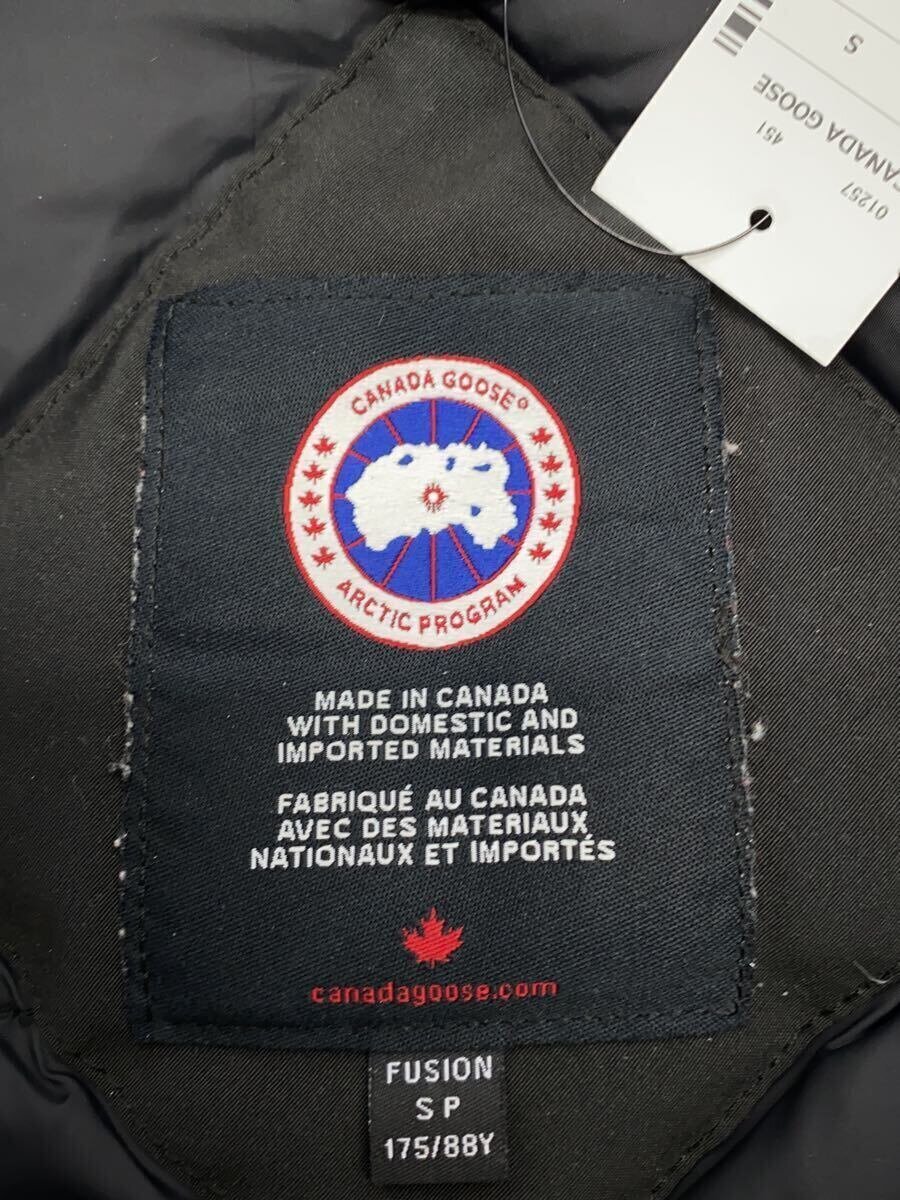 S
CANADA GOOSE
451
01257
CANADA GOOSE®
ARCTIC PROGRAM
MADE IN CANADA
WITH DOMESTIC AND
IMPORTED MATERIALS
FABRIQUÉ AU CANADA
AVEC DES MATERIAUX
NATIONAUX ET IMPORTÉS
canadagoose.com
FUSION
S P
175/88Y